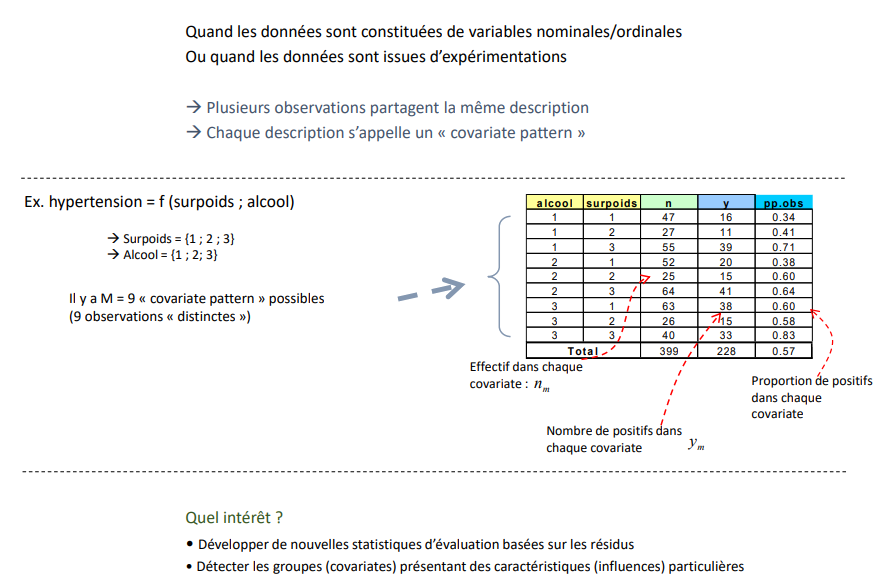 Quand les données sont constituées de variables nominales/ordinales
Ou quand les données sont issues d'expérimentations
→ Plusieurs observations partagent la même description
→ Chaque description s'appelle un « covariate pattern »
Ex. hypertension = f (surpoids ; alcool)
→ Surpoids = {1 ; 2 ; 3}
→ Alcool = {1 ; 2; 3}
Il y a M = 9 « covariate pattern » possibles
(9 observations « distinctes »)
alcool surpoids n y pp.obs
1 1 47 16 0.34
1 2 27 11 0.41
1 3 55 39 0.71
2 1 52 20 0.38
2 2 25 15 0.60
2 3 64 41 0.64
3 1 63 38 0.60
3 2 26 15 0.58
3 3 40 33 0.83
Total 399 228 0.57
Effectif dans chaque
covariate : nm
Nombre de positifs dans
chaque covariate ym
Proportion de positifs
dans chaque
covariate
Quel intérêt ?
• Développer de nouvelles statistiques d'évaluation basées sur les résidus
• Détecter les groupes (covariates) présentant des caractéristiques (influences) particulières